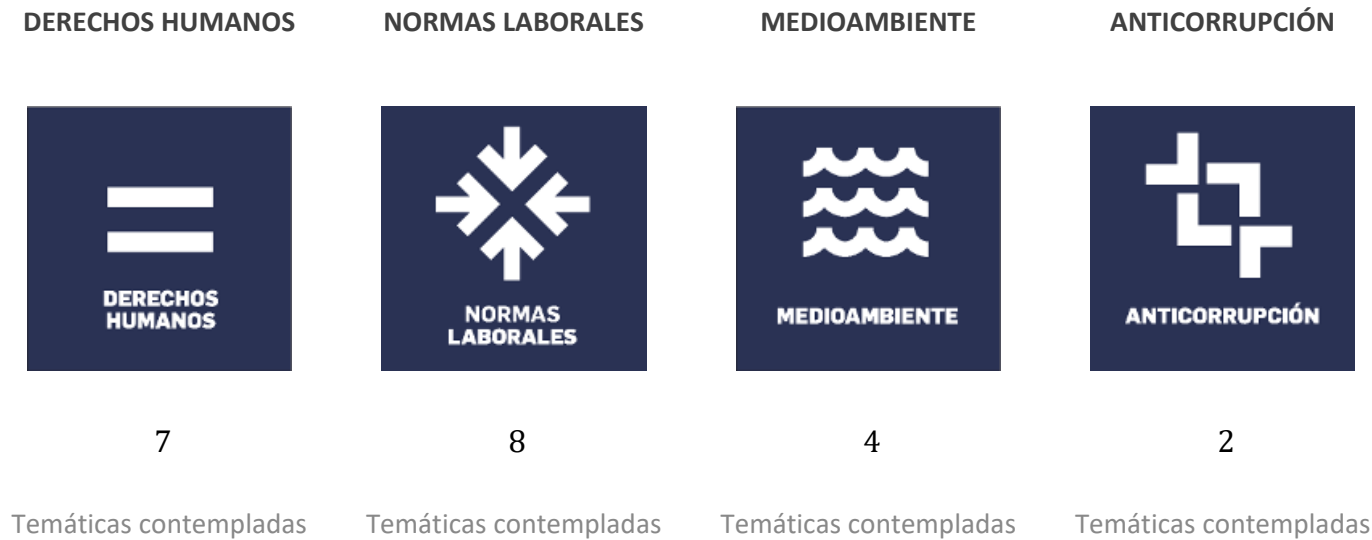 DERECHOS HUMANOS
NORMAS LABORALES
MEDIOAMBIENTE
ANTICORRUPCIÓN
DERECHOS
HUMANOS
NORMAS
LABORALES
MEDIOAMBIENTE
ANTICORRUPCIÓN
7
8
4
2
Temáticas contempladas
Temáticas contempladas
Temáticas contempladas
Temáticas contempladas